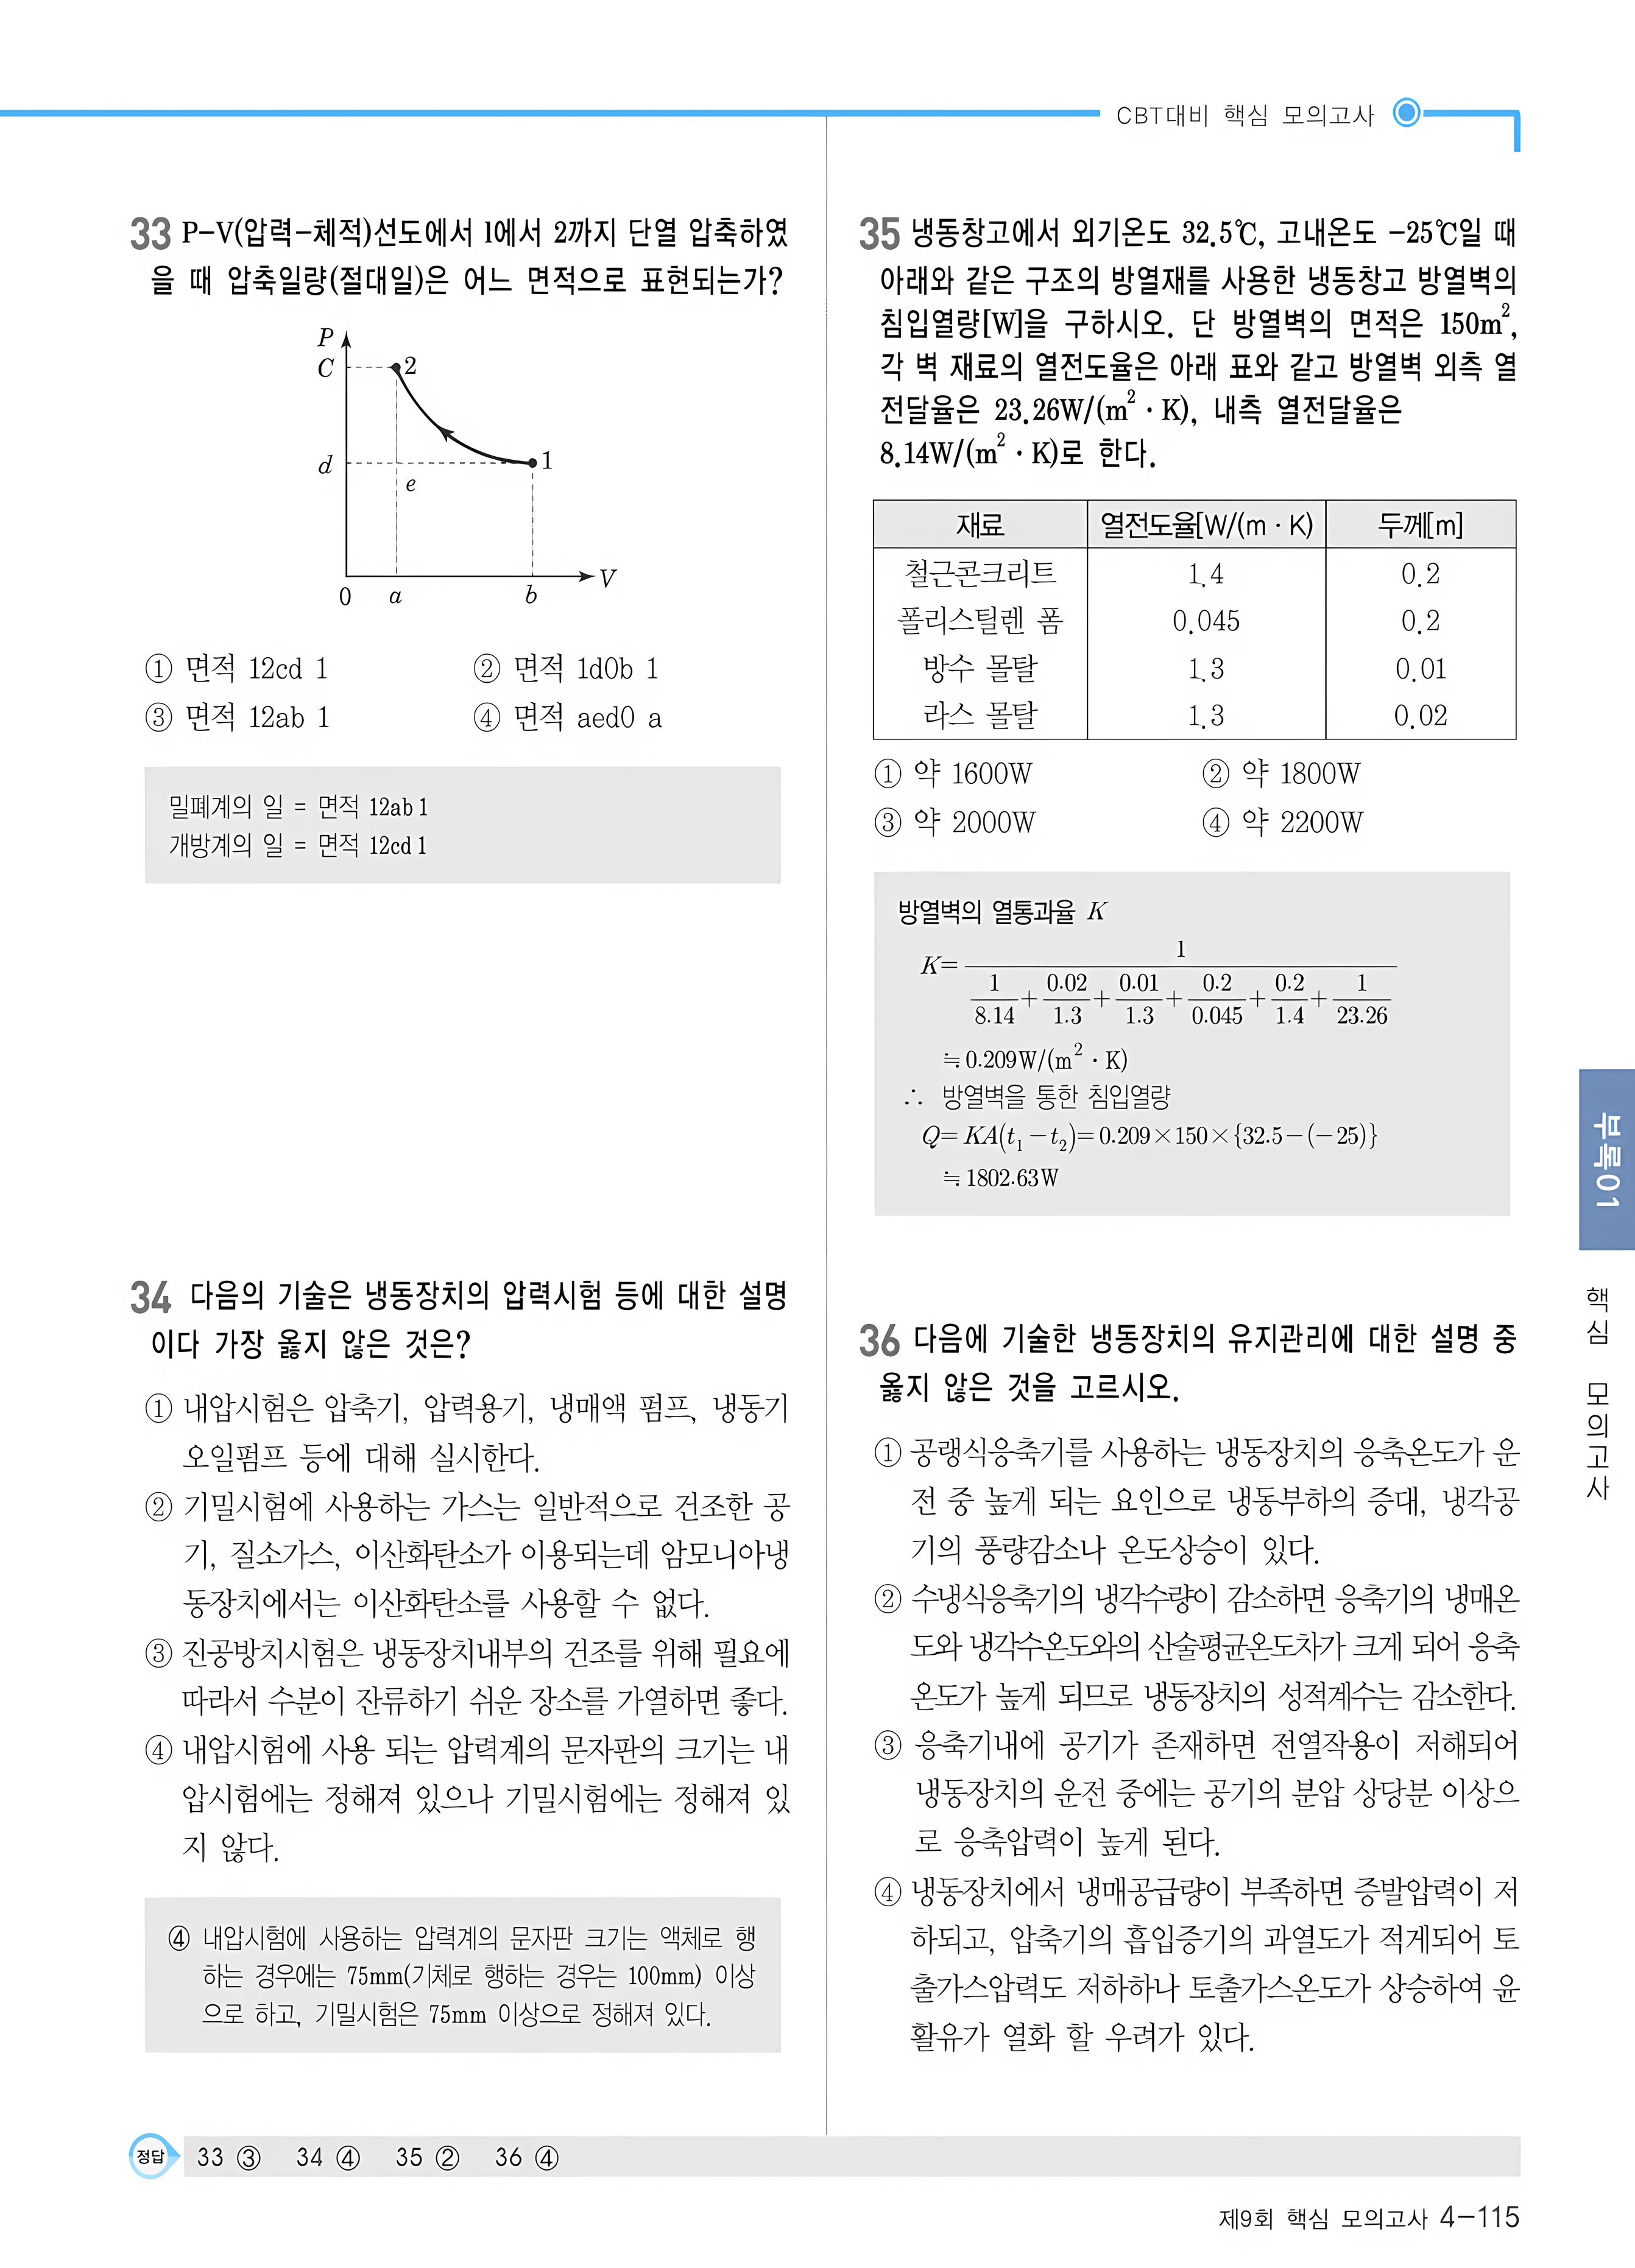 CBT대비 핵심 모의고사
33 P-V(압력-체적)선도에서 1에서 2까지 단열 압축하였
을 때 압축일량(절대일)은 어느 면적으로 표현되는가?
P
C
2
d
1
e
V
0 a b
① 면적 12cd 1 ② 면적 1d0b 1
③ 면적 12ab 1 ④ 면적 aed0 a
밀폐계의 일 = 면적 12ab1
개방계의 일 = 면적 12cd1
34 다음의 기술은 냉동장치의 압력시험 등에 대한 설명
이다 가장 옳지 않은 것은?
① 내압시험은 압축기, 압력용기, 냉매액 펌프, 냉동기
오일펌프 등에 대해 실시한다.
② 기밀시험에 사용하는 가스는 일반적으로 건조한 공
기, 질소가스, 이산화탄소가 이용되는데 암모니아냉
동장치에서는 이산화탄소를 사용할 수 없다.
③ 진공방치시험은 냉동장치내부의 건조를 위해 필요에
따라서 수분이 잔류하기 쉬운 장소를 가열하면 좋다.
④ 내압시험에 사용 되는 압력계의 문자판의 크기는 내
압시험에는 정해져 있으나 기밀시험에는 정해져 있
지 않다.
④ 내압시험에 사용하는 압력계의 문자판 크기는 액체로 행
하는 경우에는 75mm(기체로 행하는 경우는 100mm) 이상
으로 하고, 기밀시험은 75mm 이상으로 정해져 있다.
35 냉동창고에서 외기온도 32.5℃, 고내온도 -25℃일 때
아래와 같은 구조의 방열재를 사용한 냉동창고 방열벽의
침입열량[W]을 구하시오. 단 방열벽의 면적은 150m²,
각 벽 재료의 열전도율은 아래 표와 같고 방열벽 외측 열
전달율은 23.26W/(m²·K), 내측 열전달율은
8.14W/(m²·K)로 한다.
재료 열전도율[W/(m·K) 두께[m]
철근콘크리트 1.4 0.2
폴리스틸렌 폼 0.045 0.2
방수 몰탈 1.3 0.01
라스 몰탈 1.3 0.02
① 약 1600W ② 약 1800W
③ 약 2000W ④ 약 2200W
방열벽의 열통과율 K
K= 1 / (1/8.14 + 0.02/1.3 + 0.01/1.3 + 0.2/0.045 + 0.2/1.4 + 1/23.26)
≒0.209W/(m²·K)
∴ 방열벽을 통한 침입열량
Q=KA(t₁-t₂)=0.209×150×{32.5-(-25)}
≒1802.63W
36 다음에 기술한 냉동장치의 유지관리에 대한 설명 중
옳지 않은 것을 고르시오.
① 공랭식응축기를 사용하는 냉동장치의 응축온도가 운
전 중 높게 되는 요인으로 냉동부하의 증대, 냉각공
기의 풍량감소나 온도상승이 있다.
② 수냉식응축기의 냉각수량이 감소하면 응축기의 냉매온
도와 냉각수온도와의 산술평균온도차가 크게 되어 응축
온도가 높게 되므로 냉동장치의 성적계수는 감소한다.
③ 응축기내에 공기가 존재하면 전열작용이 저해되어
냉동장치의 운전 중에는 공기의 분압 상당분 이상으
로 응축압력이 높게 된다.
④ 냉동장치에서 냉매공급량이 부족하면 증발압력이 저
하되고, 압축기의 흡입증기의 과열도가 적게되어 토
출가스압력도 저하하나 토출가스온도가 상승하여 윤
활유가 열화 할 우려가 있다.
부록01
핵심 모의고사
정답 33 ③ 34 ④ 35 ② 36 ④
제9회 핵심 모의고사 4-115